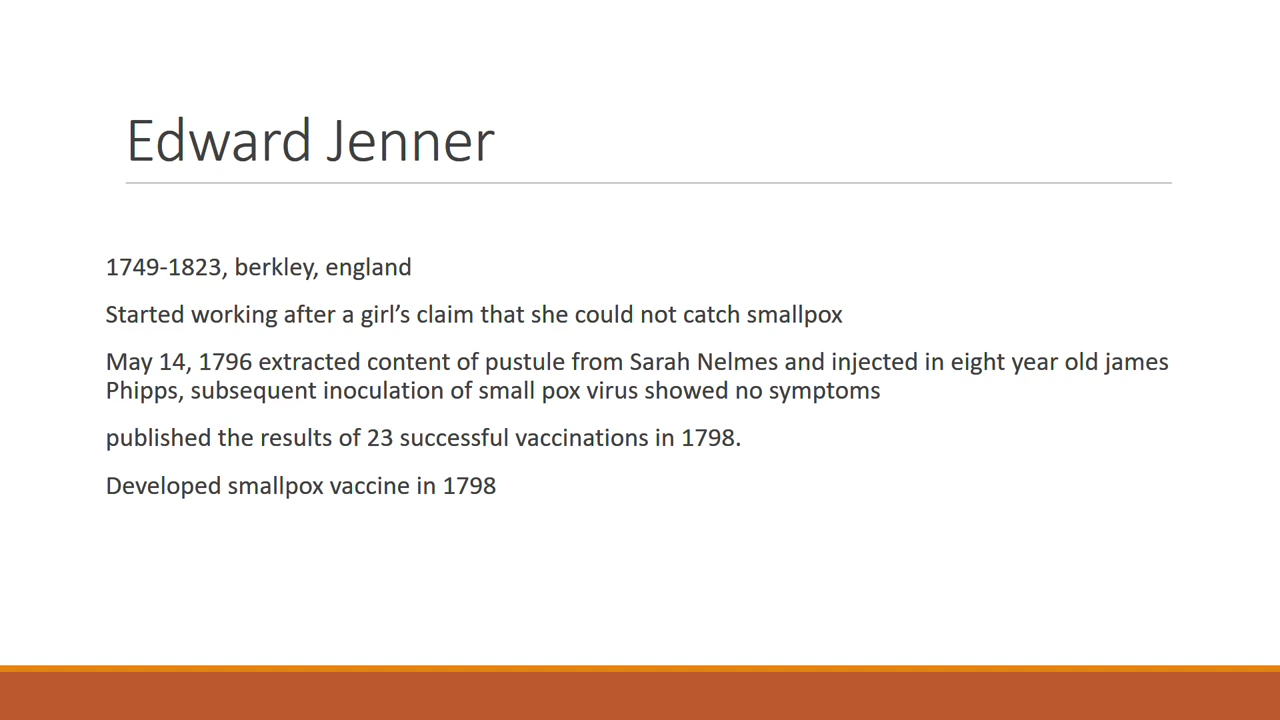 Edward Jenner
1749-1823, berkley, england
Started working after a girl’s claim that she could not catch smallpox
May 14, 1796 extracted content of pustule from Sarah Nelmes and injected in eight year old james
Phipps, subsequent inoculation of small pox virus showed no symptoms
published the results of 23 successful vaccinations in 1798.
Developed smallpox vaccine in 1798